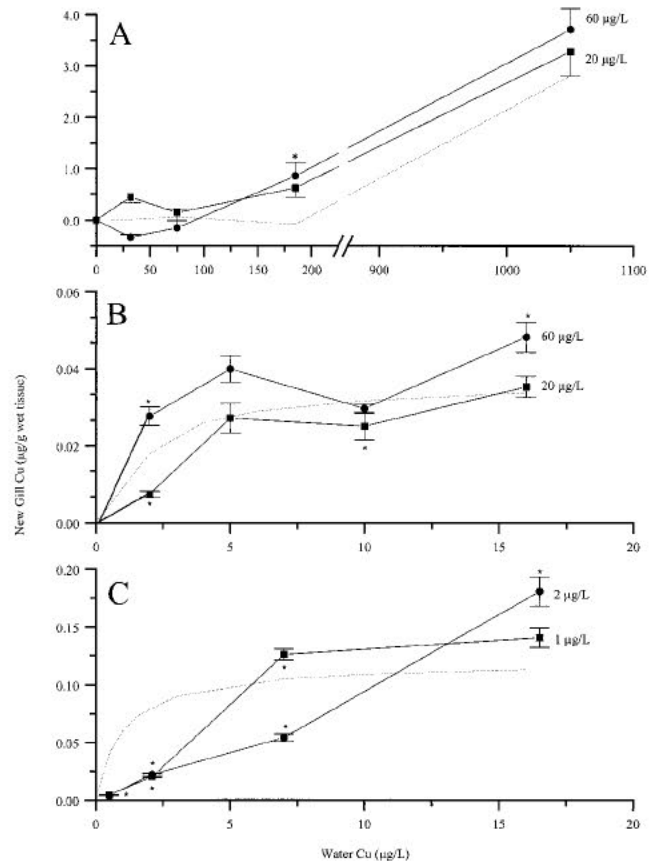 A
4.0
3.0
2.0
1.0
0.0
60 µg/L
20 µg/L
*
0 50 100 150 200 900 1000 1100
B
0.06
0.04
0.02
0.00
*
*
*
*
60 µg/L
20 µg/L
0 5 10 15 20
New Gill Cu (µg/g wet tissue)
C
0.20
0.15
0.10
0.05
0.00
*
*
*
*
*
*
2 µg/L
1 µg/L
0 5 10 15 20
Water Cu (µg/L)